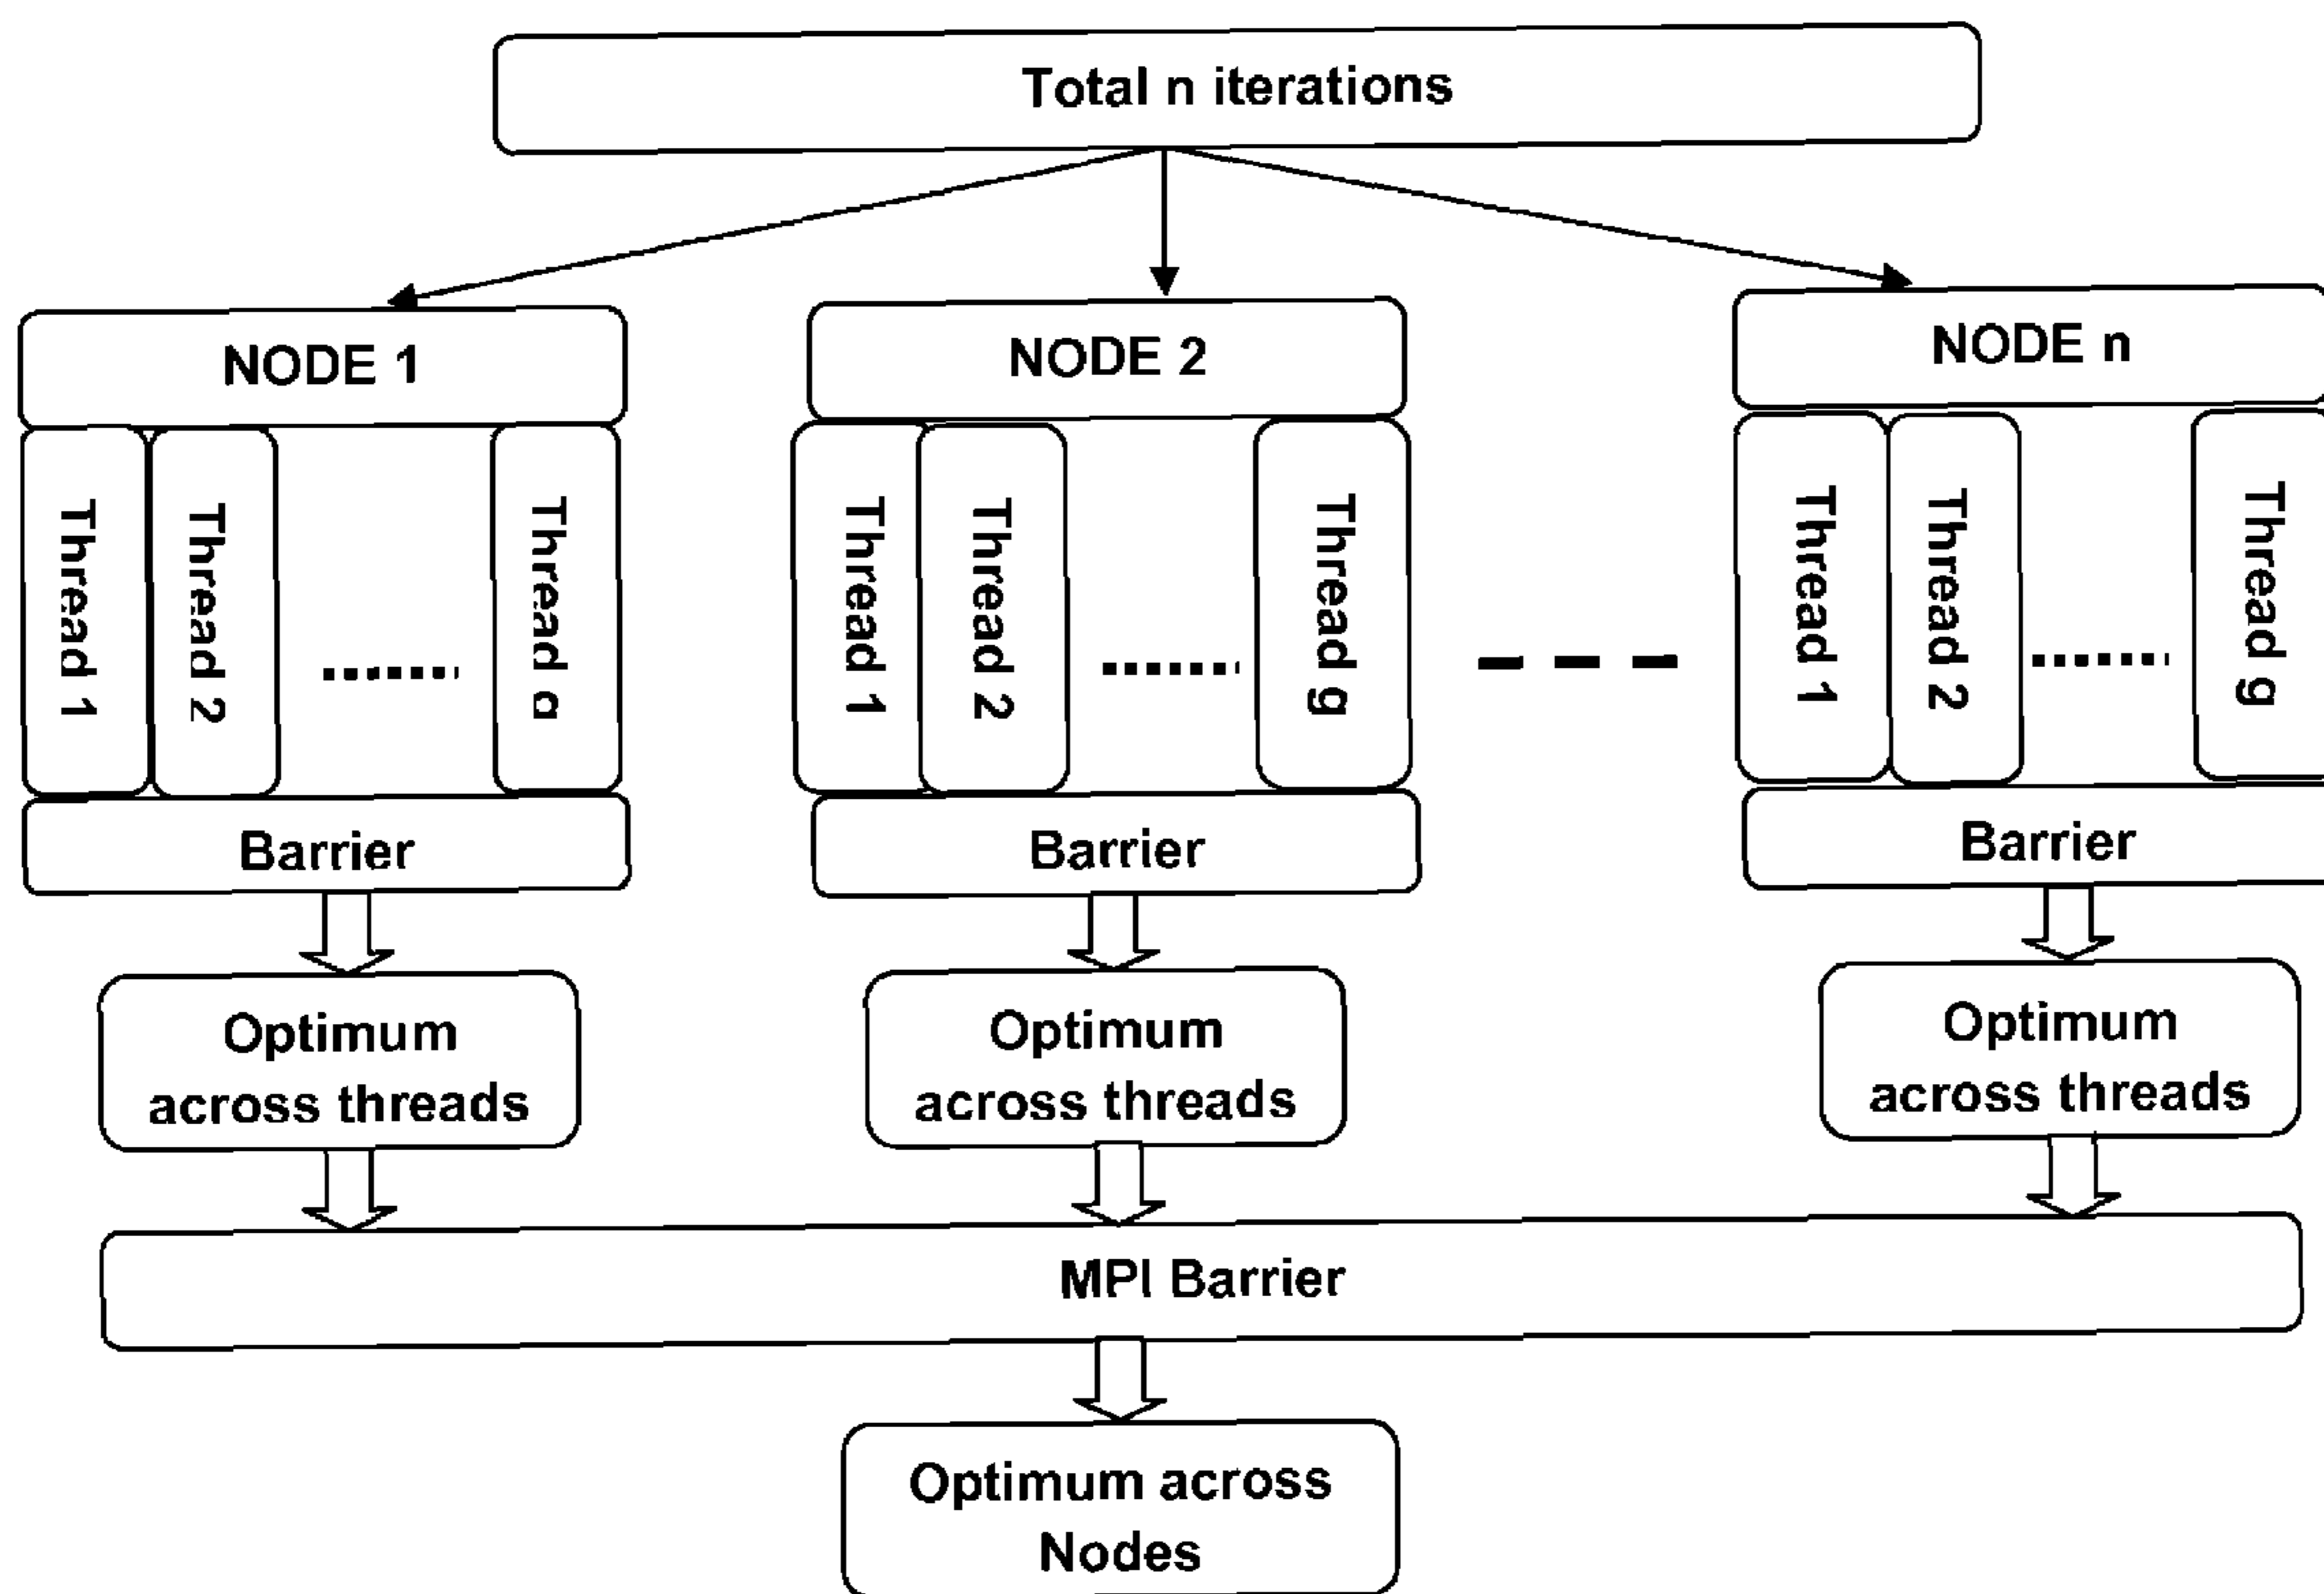 Total n iterations
NODE 1
NODE 2
NODE n
Thread 1
Thread 2
Thread
Thread 1
Thread 2
Thread g
Thread 1
Thread 2
Thread g
Barrier
Barrier
Barrier
Optimum
across threads
Optimum
across threads
Optimum
across threads
MPI Barrier
Optimum across
Nodes